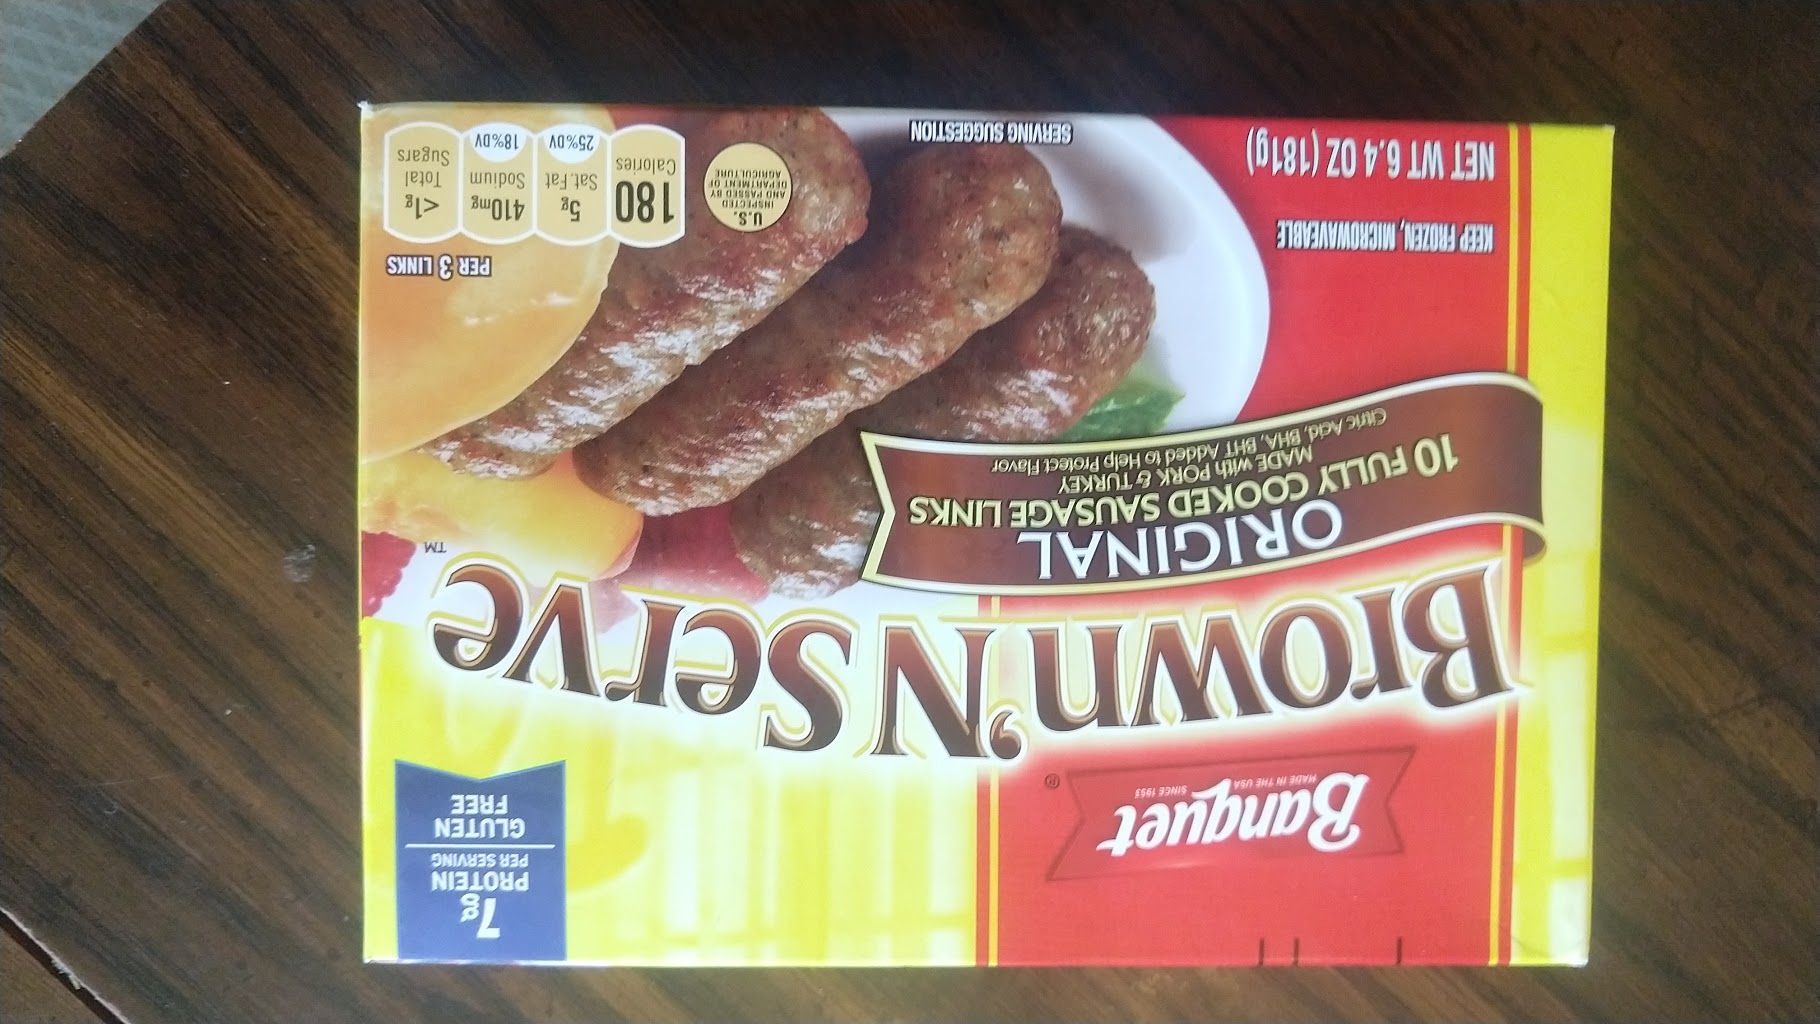 Banquet®
MADE IN THE USA SINCE 1953
7g
PROTEIN
PER SERVING
GLUTEN
FREE
Brown 'N Serve™
ORIGINAL
10 FULLY COOKED SAUSAGE LINKS
MADE with PORK & TURKEY
Citric Acid, BHA, BHT Added to Help Protect Flavor
KEEP FROZEN, MICROWAVEABLE
NET WT 6.4 OZ (181g)
SERVING SUGGESTION
U.S.
INSPECTED
AND PASSED BY
DEPARTMENT OF
AGRICULTURE
PER 3 LINKS
180
Calories
5g
Sat. Fat
25%DV
410mg
Sodium
18%DV
<1g
Total
Sugars